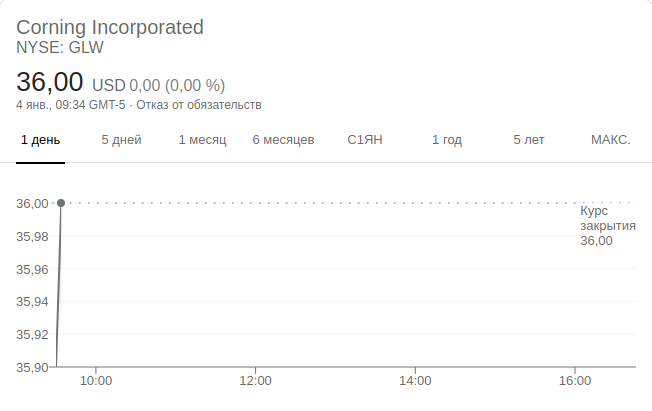 Corning Incorporated
NYSE: GLW
36,00 USD 0,00 (0,00 %)
4 янв., 09:34 GMT-5 · Отказ от обязательств
1 день 5 дней 1 месяц 6 месяцев С1ЯН 1 год 5 лет МАКС.
36,00
Курс
закрытия
36,00
35,98
35,96
35,94
35,92
35,90
10:00 12:00 14:00 16:00